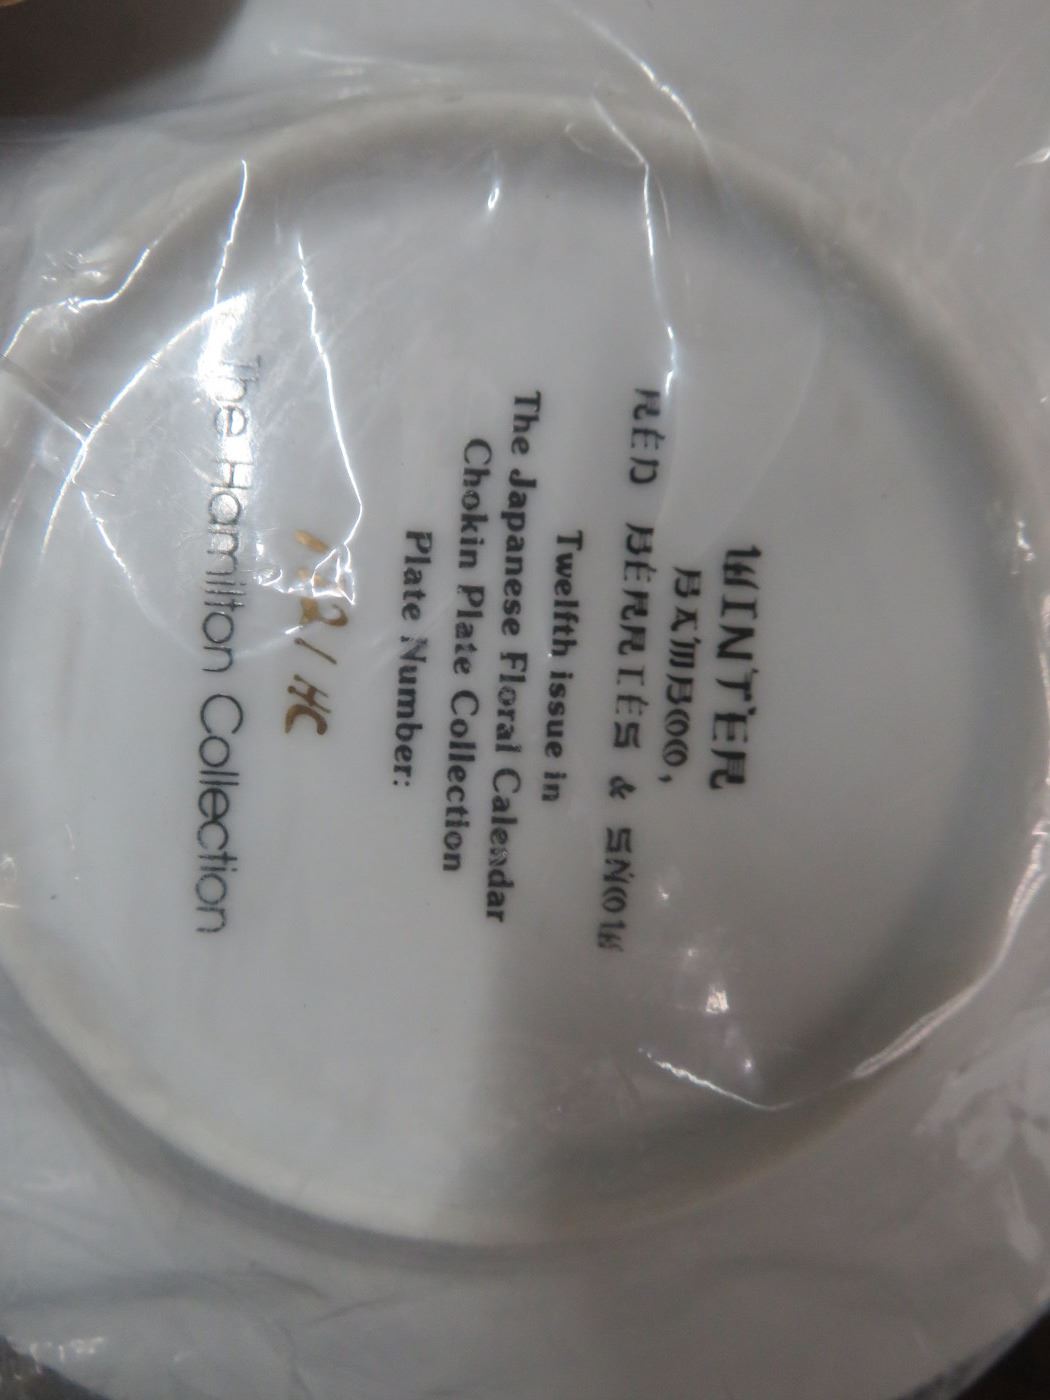 WINTER
BAMBOO,
RED BERRIES & SNOW
Twelfth issue in
The Japanese Floral Calendar
Chokin Plate Collection
Plate Number:
/HC
The Hamilton Collection